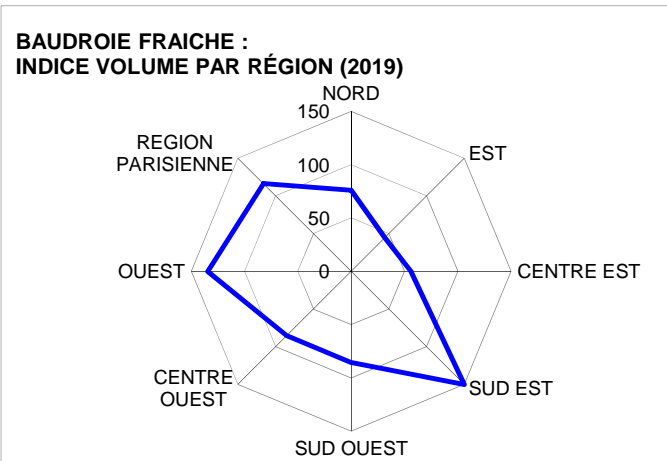 BAUDROIE FRAICHE :
INDICE VOLUME PAR RÉGION (2019)
NORD
150
REGION
PARISIENNE
EST
100
50
OUEST
0
CENTRE EST
CENTRE
OUEST
SUD EST
SUD OUEST